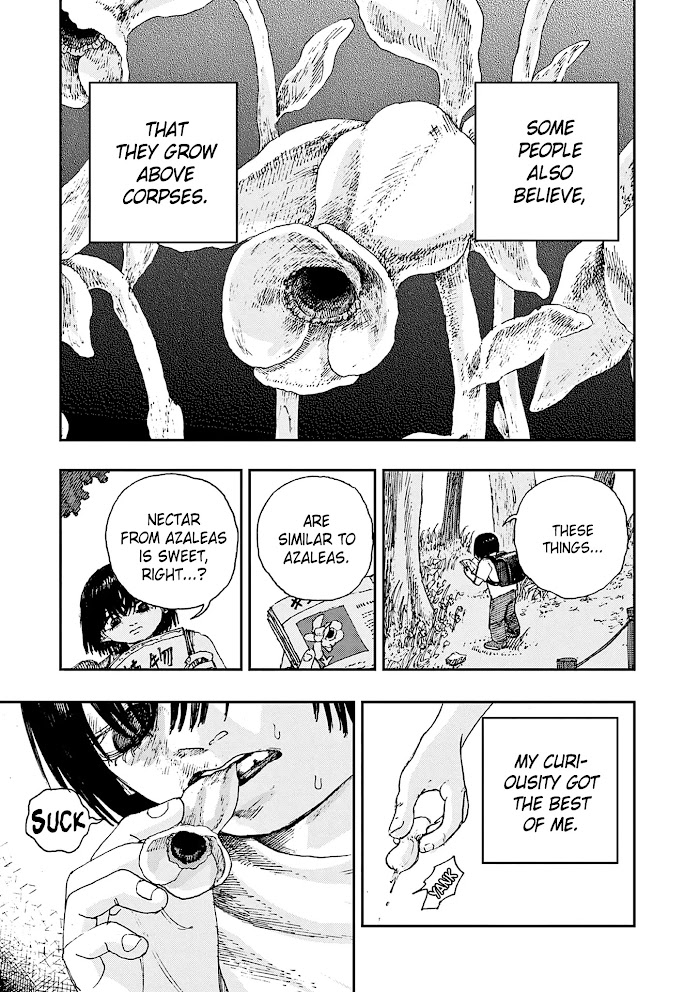 SOME
PEOPLE
ALSO
BELIEVE,
THAT
THEY GROW
ABOVE
CORPSES.
THESE
THINGS...
ARE
SIMILAR TO
AZALEAS.
NECTAR
FROM AZALEAS
IS SWEET,
RIGHT...?
MY CURI-
OUSITY GOT
THE BEST
OF ME.
YANK
SUCK